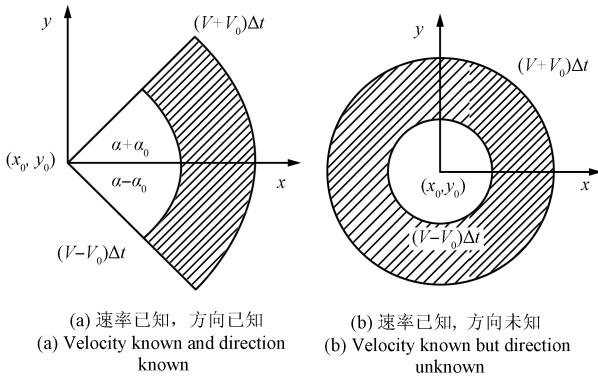 y
(V+V₀)Δt
(x₀, y₀)
α+α₀
α−α₀
x
(V−V₀)Δt
(a) 速率已知，方向已知
(a) Velocity known and direction
known
y
(V+V₀)Δt
(x₀,y₀)
x
(V−V₀)Δt
(b) 速率已知, 方向未知
(b) Velocity known but direction
unknown